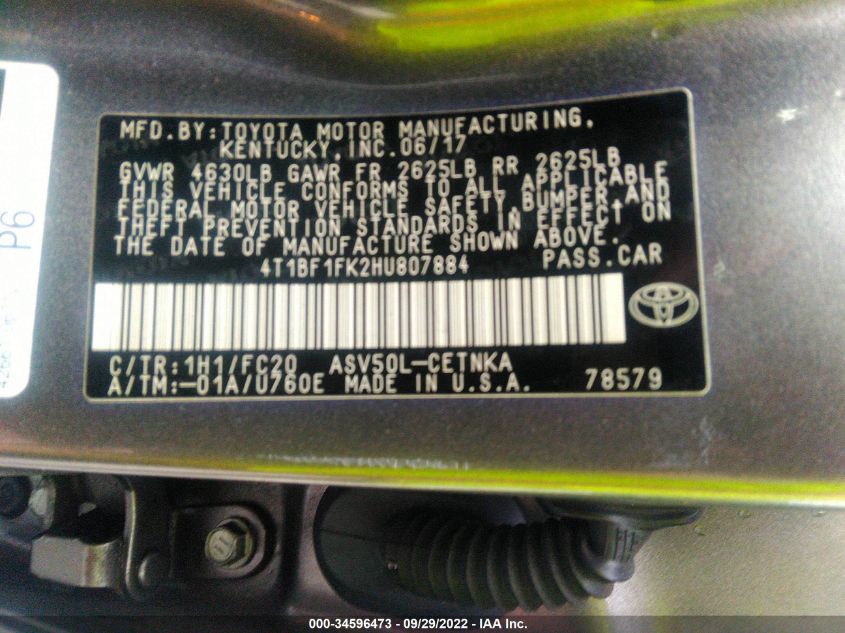 MFD. BY: TOYOTA MOTOR MANUFACTURING.
KENTUCKY, INC. 06/17
GVWR 4630LB GAWR FR 2625LB RR 2625LB
THIS VEHICLE CONFORMS TO ALL APPLICABLE
FEDERAL MOTOR VEHICLE SAFETY, BUMPER, AND
THEFT PREVENTION STANDARDS IN EFFECT ON
THE DATE OF MANUFACTURE SHOWN ABOVE.
4T1BF1FK2HU807884 PASS.CAR
C/TR:1H1/FC20 ASV50L-CETNKA
A/TM:-01A/U760E MADE IN U.S.A. 78579
P6
000-34596473 - 09/29/2022 - IAA Inc.